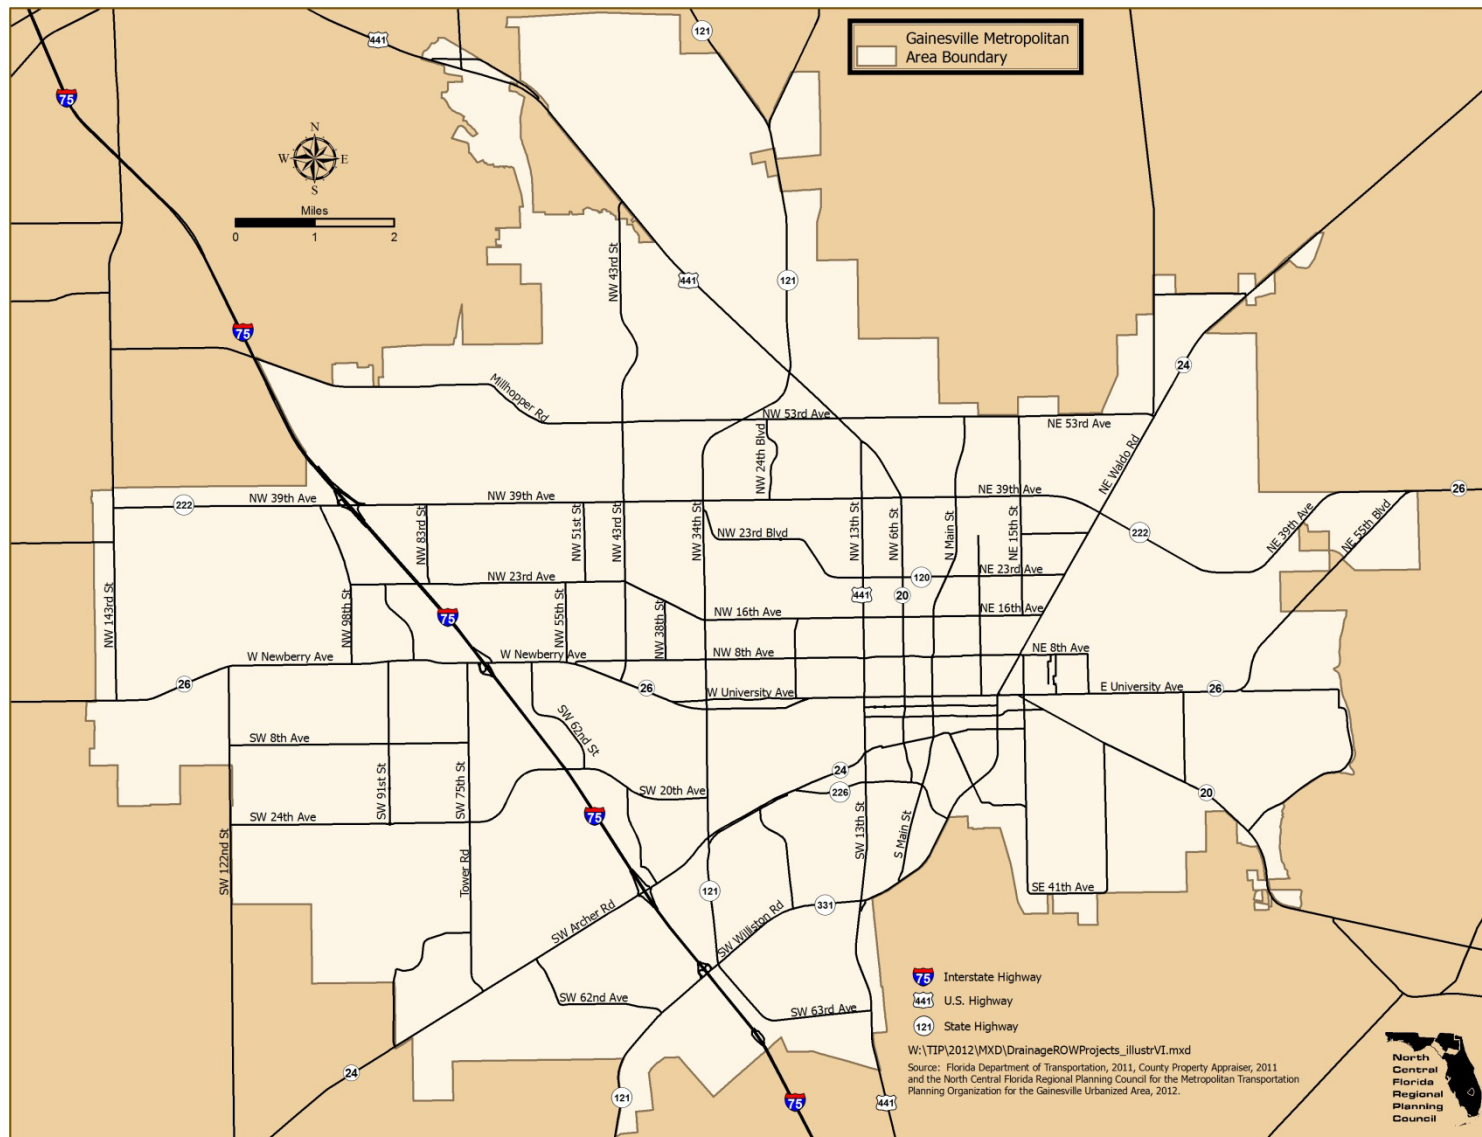 441
121
Gainesville Metropolitan
Area Boundary
75
N
W
E
S
Miles
0
1
2
NW 43rd St
441
121
75
24
Millhopper Rd
NW 53rd Ave
NE 53rd Ave
NW 24th Blvd
NE Waldo Rd
222
NW 39th Ave
NW 39th Ave
NE 39th Ave
26
NW 83rd St
NW 51st St
NW 43rd St
NW 34th St
NW 23rd Blvd
NW 13th St
NW 6th St
N Main St
NE 15th St
222
NE 39th Ave
NE 55th Blvd
NW 143rd St
NW 98th St
NW 23rd Ave
120
NE 23rd Ave
75
NW 55th St
NW 38th St
441
20
NW 16th Ave
NE 16th Ave
W Newberry Ave
W Newberry Ave
NW 8th Ave
NE 8th Ave
26
26
W University Ave
E University Ave
26
SW 62nd St
SW 8th Ave
SW 91st St
SW 75th St
24
226
SW 20th Ave
20
SW 24th Ave
75
SW 122nd St
Tower Rd
SW 13th St
S Main St
121
SE 41th Ave
SW Archer Rd
SW Williston Rd
331
SW 62nd Ave
SW 63rd Ave
24
121
75
441
75 Interstate Highway
441 U.S. Highway
121 State Highway
W:\TIP\2012\MXD\DrainageROWProjects_illustrVI.mxd
Source: Florida Department of Transportation, 2011, County Property Appraiser, 2011
and the North Central Florida Regional Planning Council for the Metropolitan Transportation
Planning Organization for the Gainesville Urbanized Area, 2012.
North
Central
Florida
Regional
Planning
Council